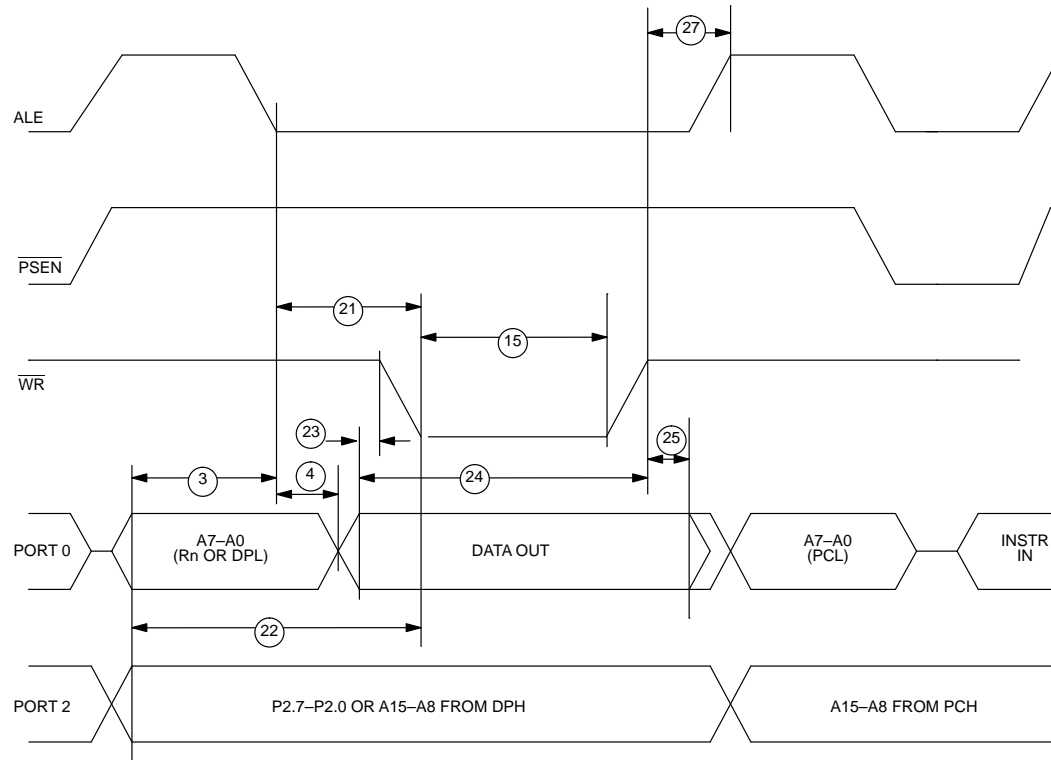 27
ALE
PSEN
21
15
WR
23
25
3
4
24
PORT 0
A7–A0
(Rn OR DPL)
DATA OUT
A7–A0
(PCL)
INSTR
IN
22
PORT 2
P2.7–P2.0 OR A15–A8 FROM DPH
A15–A8 FROM PCH